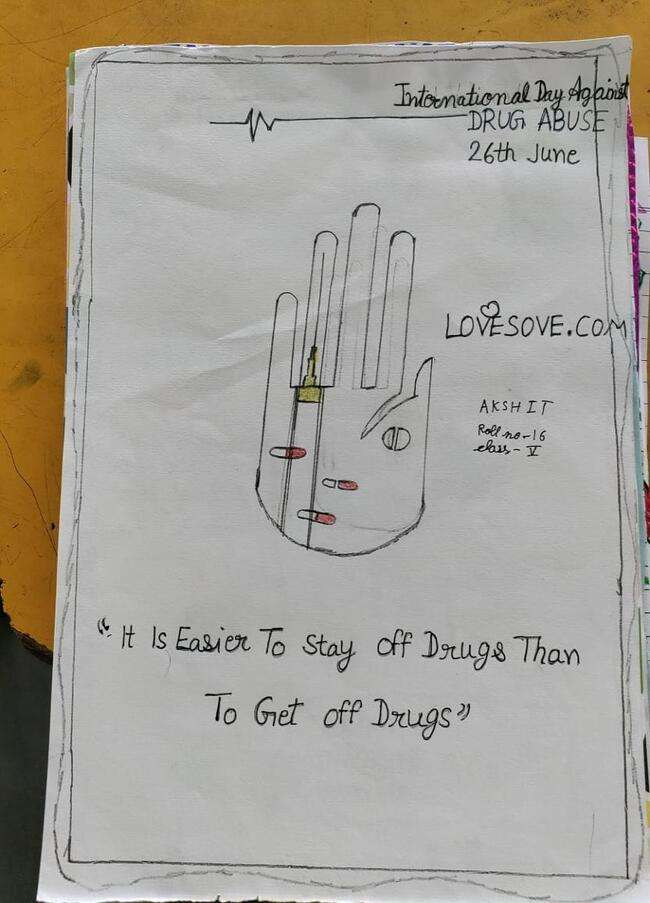 International Day Against
DRUG ABUSE
26th June
LOVESOVE.COM
AKSHIT
Roll no-16
class- V
"It Is Easier To Stay off Drugs Than
To Get off Drugs"